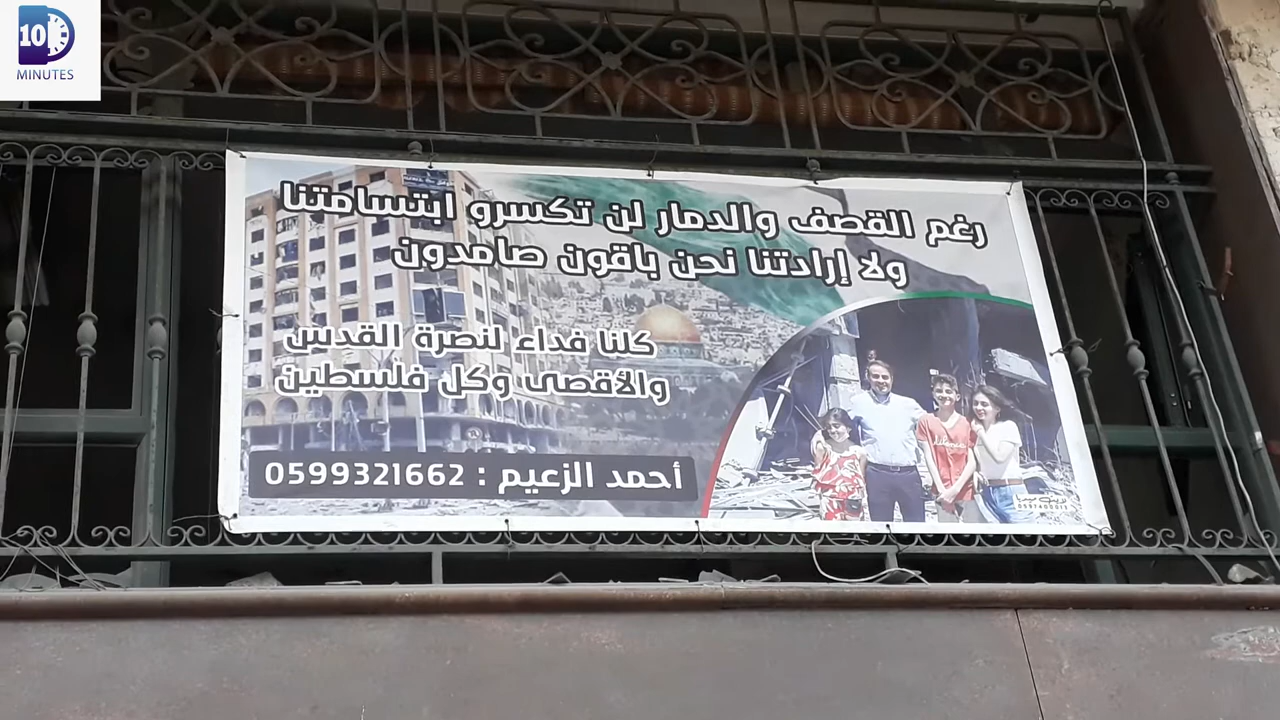 10
MINUTES
رغم القصف والدمار لن تكسرو ابتسامتنا
ولا إرادتنا نحن باقون صامدون
كلنا فداء لنصرة القدس
والأقصى وكل فلسطين
أحمد الزعيم : 0599321662